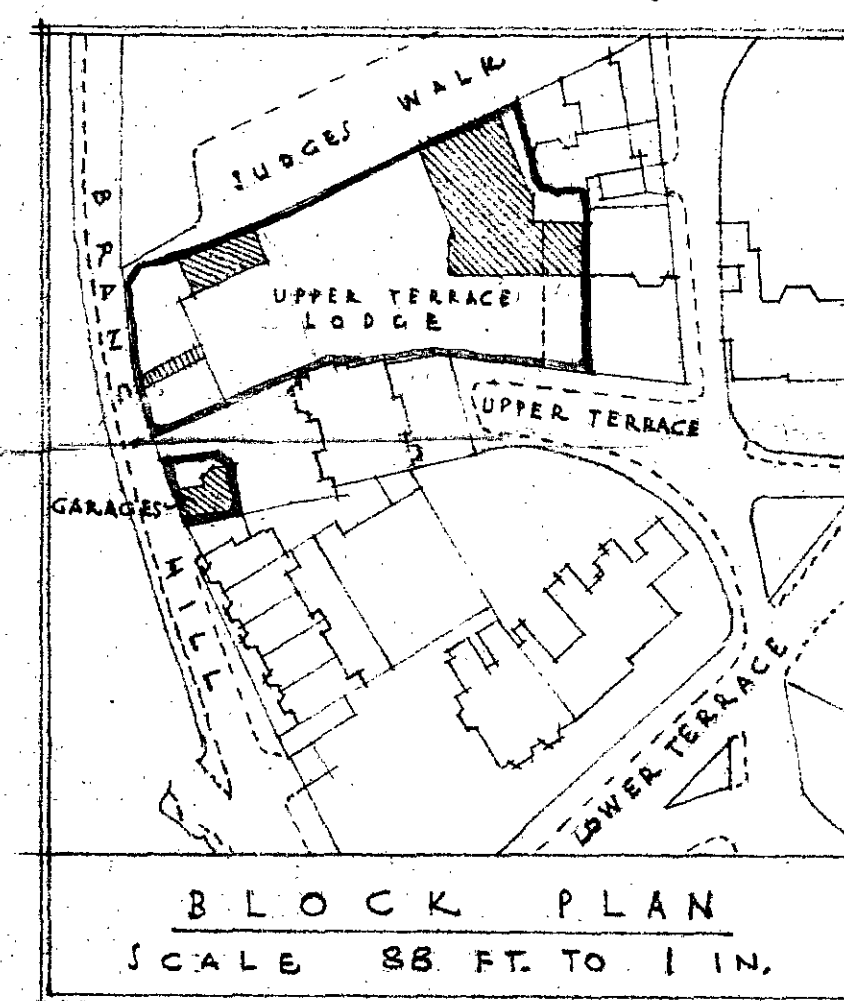 JUDGES WALK
BRANCH HILL
UPPER TERRACE
LODGE
UPPER TERRACE
GARAGES
LOWER TERRACE
BLOCK PLAN
SCALE 88 FT. TO 1 IN.